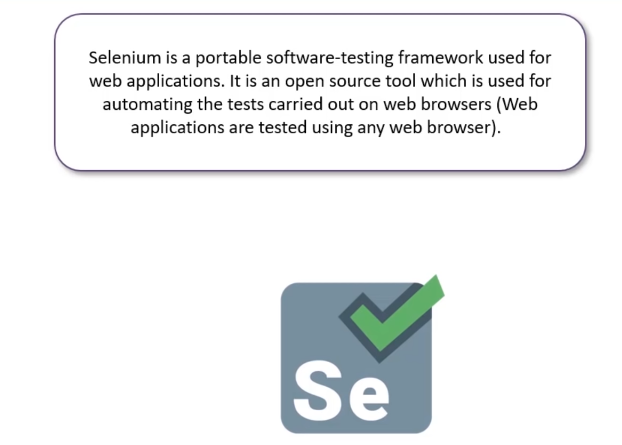 Selenium is a portable software-testing framework used for
web applications. It is an open source tool which is used for
automating the tests carried out on web browsers (Web
applications are tested using any web browser).
Se